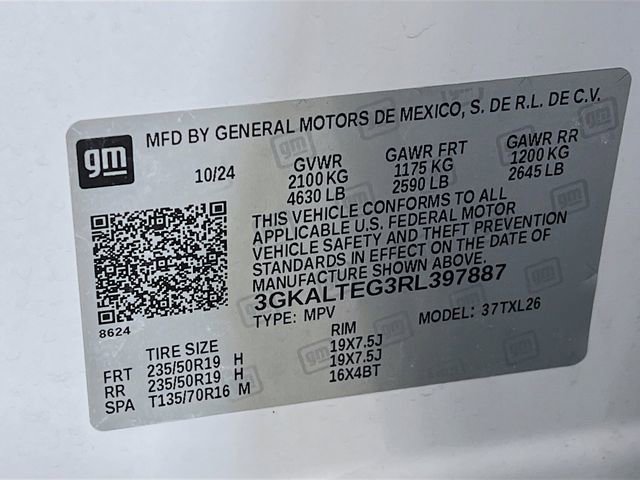 gm
MFD BY GENERAL MOTORS DE MEXICO, S. DE R.L. DE C.V.
10/24 GVWR GAWR FRT GAWR RR
2100 KG 1175 KG 1200 KG
4630 LB 2590 LB 2645 LB
THIS VEHICLE CONFORMS TO ALL
APPLICABLE U.S. FEDERAL MOTOR
VEHICLE SAFETY AND THEFT PREVENTION
STANDARDS IN EFFECT ON THE DATE OF
MANUFACTURE SHOWN ABOVE.
3GKALTEG3RL397887
8624
TYPE: MPV MODEL: 37TXL26
TIRE SIZE RIM
FRT 235/50R19 H 19X7.5J
RR 235/50R19 H 19X7.5J
SPA T135/70R16 M 16X4BT